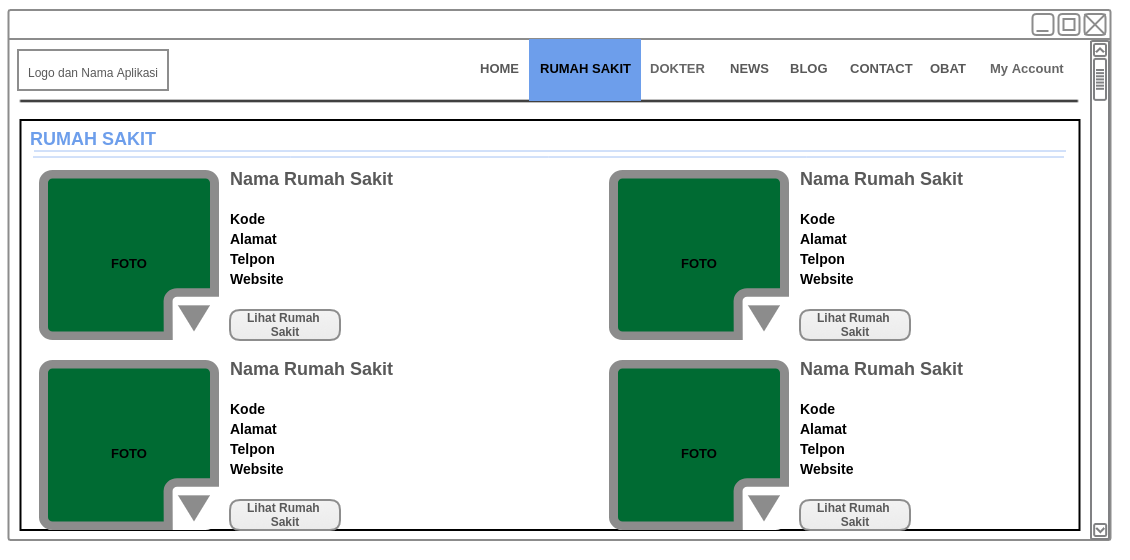 Logo dan Nama Aplikasi
HOME
RUMAH SAKIT
DOKTER
NEWS
BLOG
CONTACT
OBAT
My Account
RUMAH SAKIT
FOTO
Nama Rumah Sakit
Kode
Alamat
Telpon
Website
Lihat Rumah
Sakit
FOTO
Nama Rumah Sakit
Kode
Alamat
Telpon
Website
Lihat Rumah
Sakit
FOTO
Nama Rumah Sakit
Kode
Alamat
Telpon
Website
Lihat Rumah
Sakit
FOTO
Nama Rumah Sakit
Kode
Alamat
Telpon
Website
Lihat Rumah
Sakit